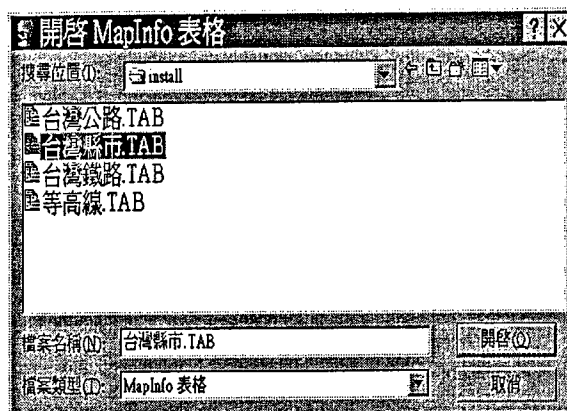 開啓 MapInfo 表格
搜尋位置(I): install
台灣公路.TAB
台灣縣市.TAB
台灣鐵路.TAB
等高線.TAB
檔案名稱(N): 台灣縣市.TAB 開啓(O)
檔案類型(T): MapInfo 表格 取消